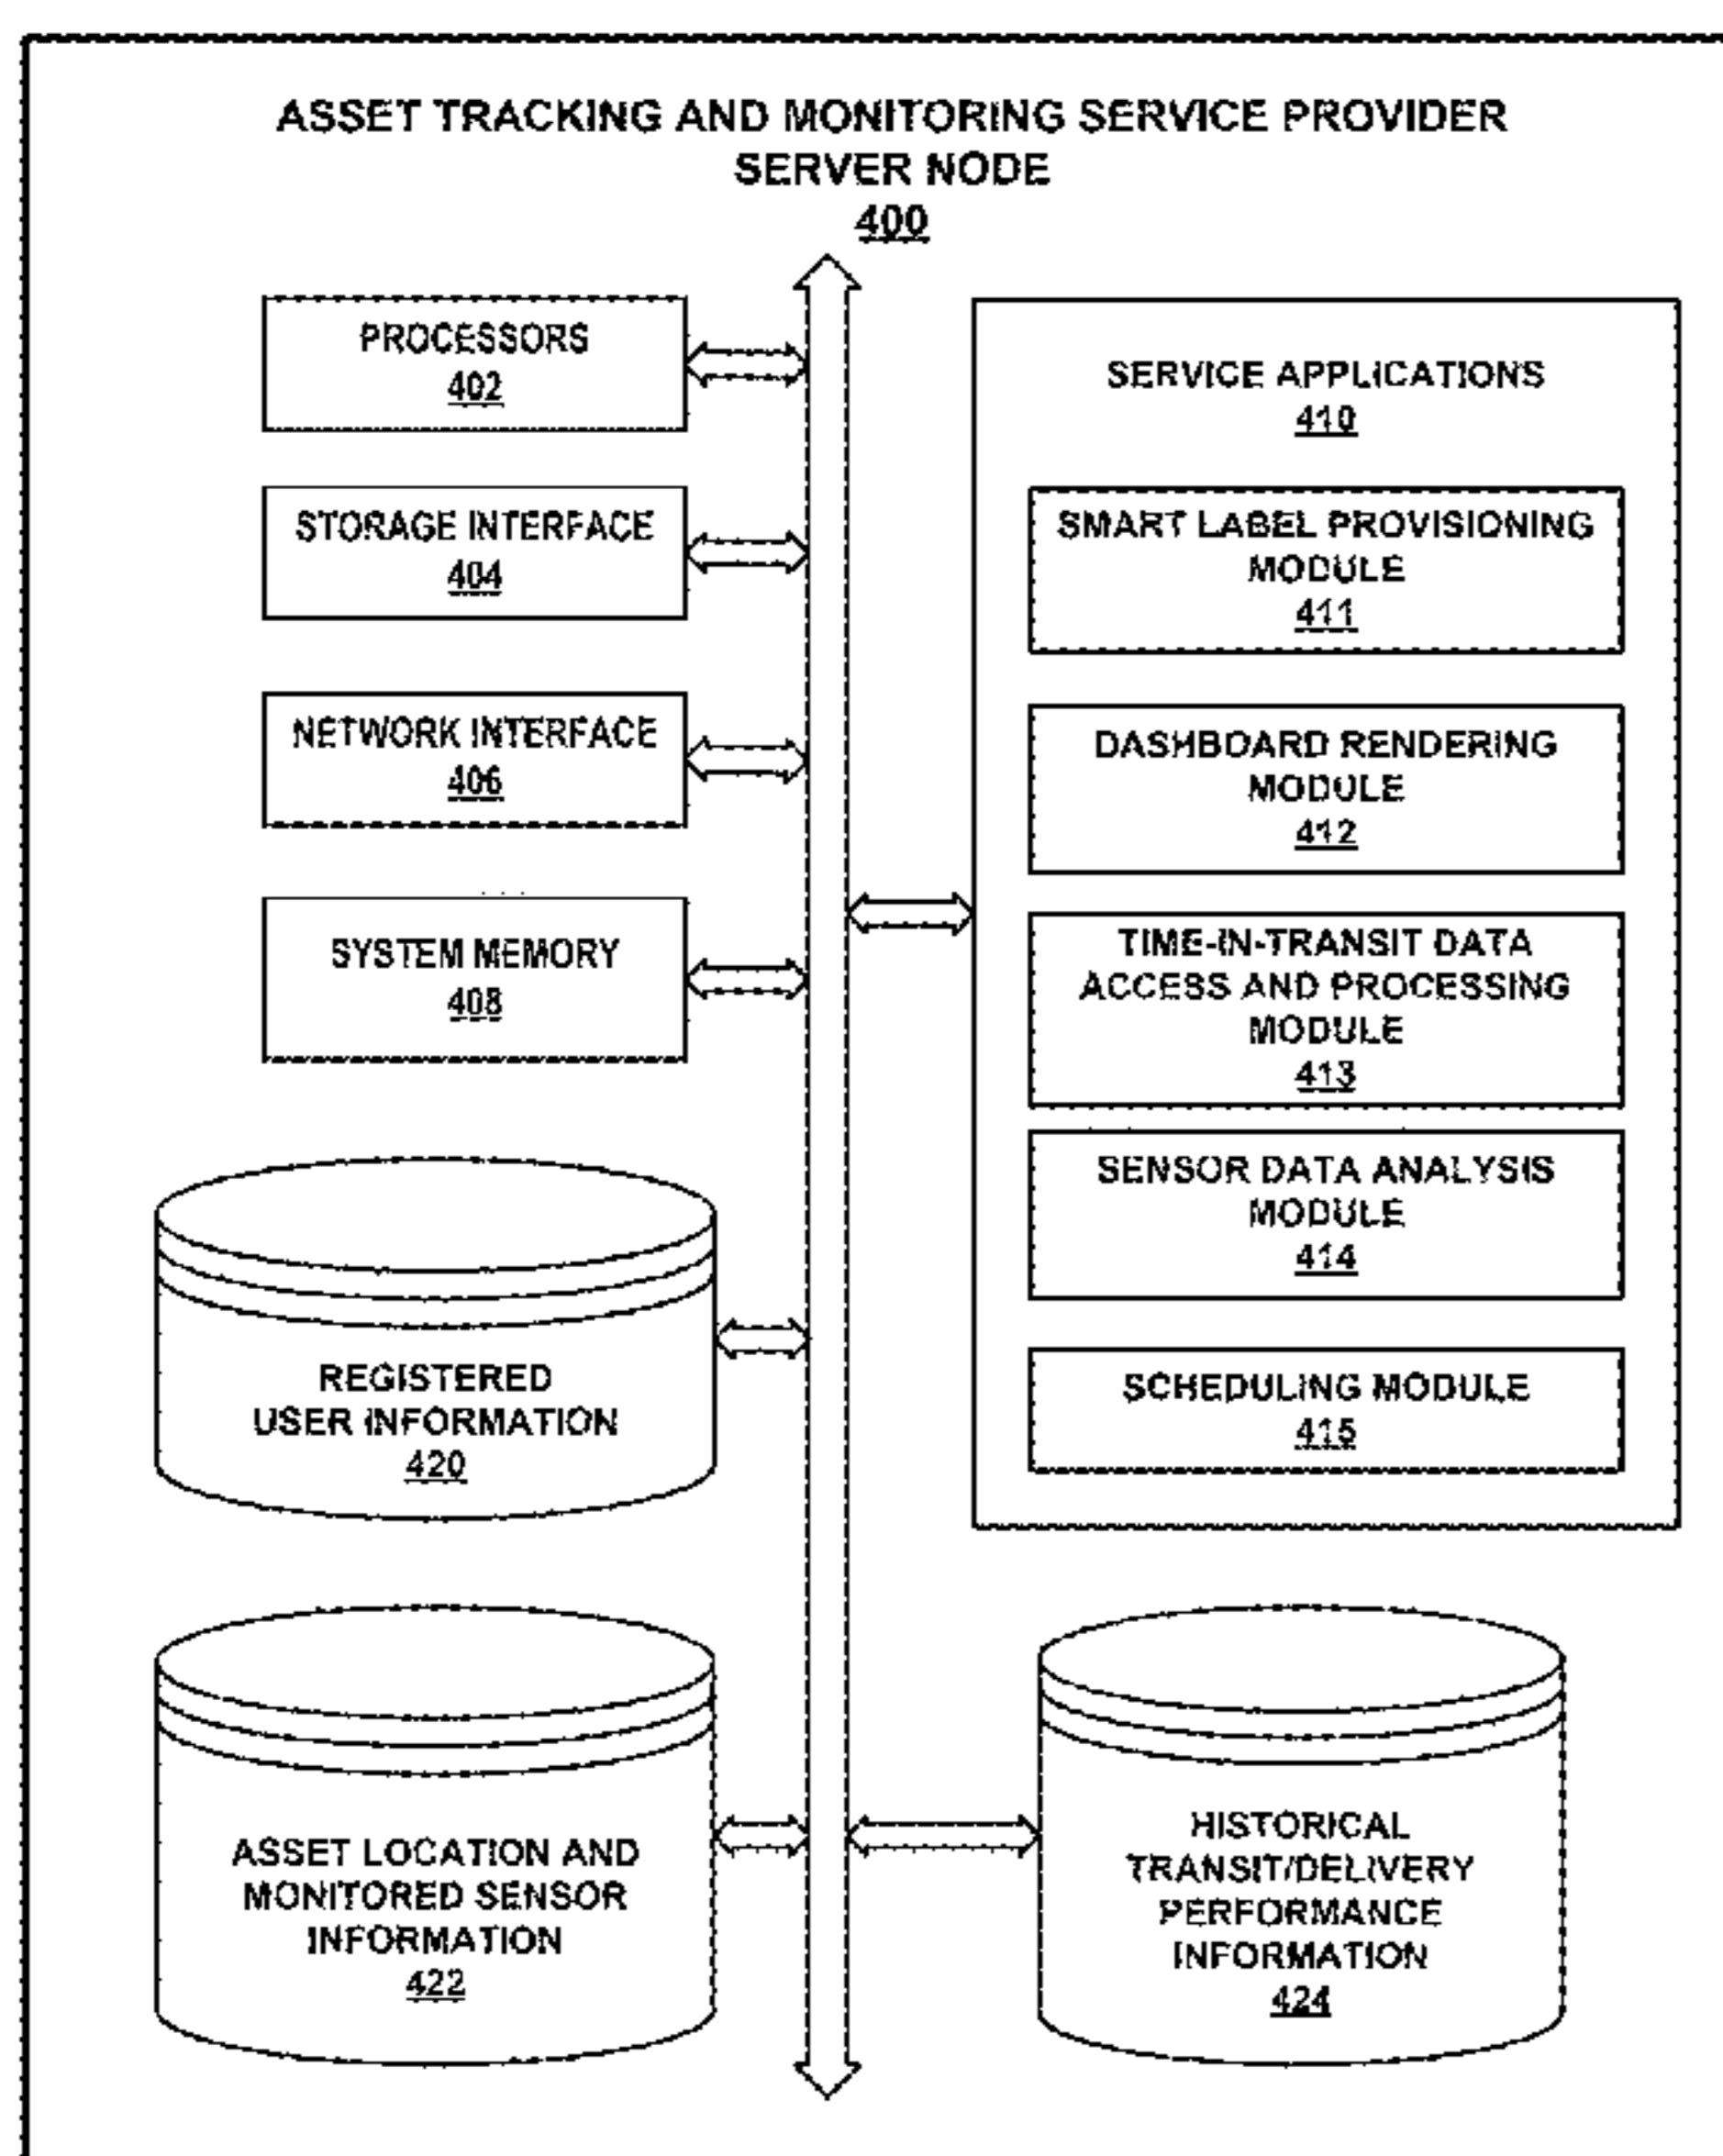 ASSET TRACKING AND MONITORING SERVICE PROVIDER
SERVER NODE
400
PROCESSORS
402
STORAGE INTERFACE
404
NETWORK INTERFACE
406
SYSTEM MEMORY
408
REGISTERED
USER INFORMATION
420
ASSET LOCATION AND
MONITORED SENSOR
INFORMATION
422
SERVICE APPLICATIONS
410
SMART LABEL PROVISIONING
MODULE
411
DASHBOARD RENDERING
MODULE
412
TIME-IN-TRANSIT DATA
ACCESS AND PROCESSING
MODULE
413
SENSOR DATA ANALYSIS
MODULE
414
SCHEDULING MODULE
415
HISTORICAL
TRANSIT/DELIVERY
PERFORMANCE
INFORMATION
424